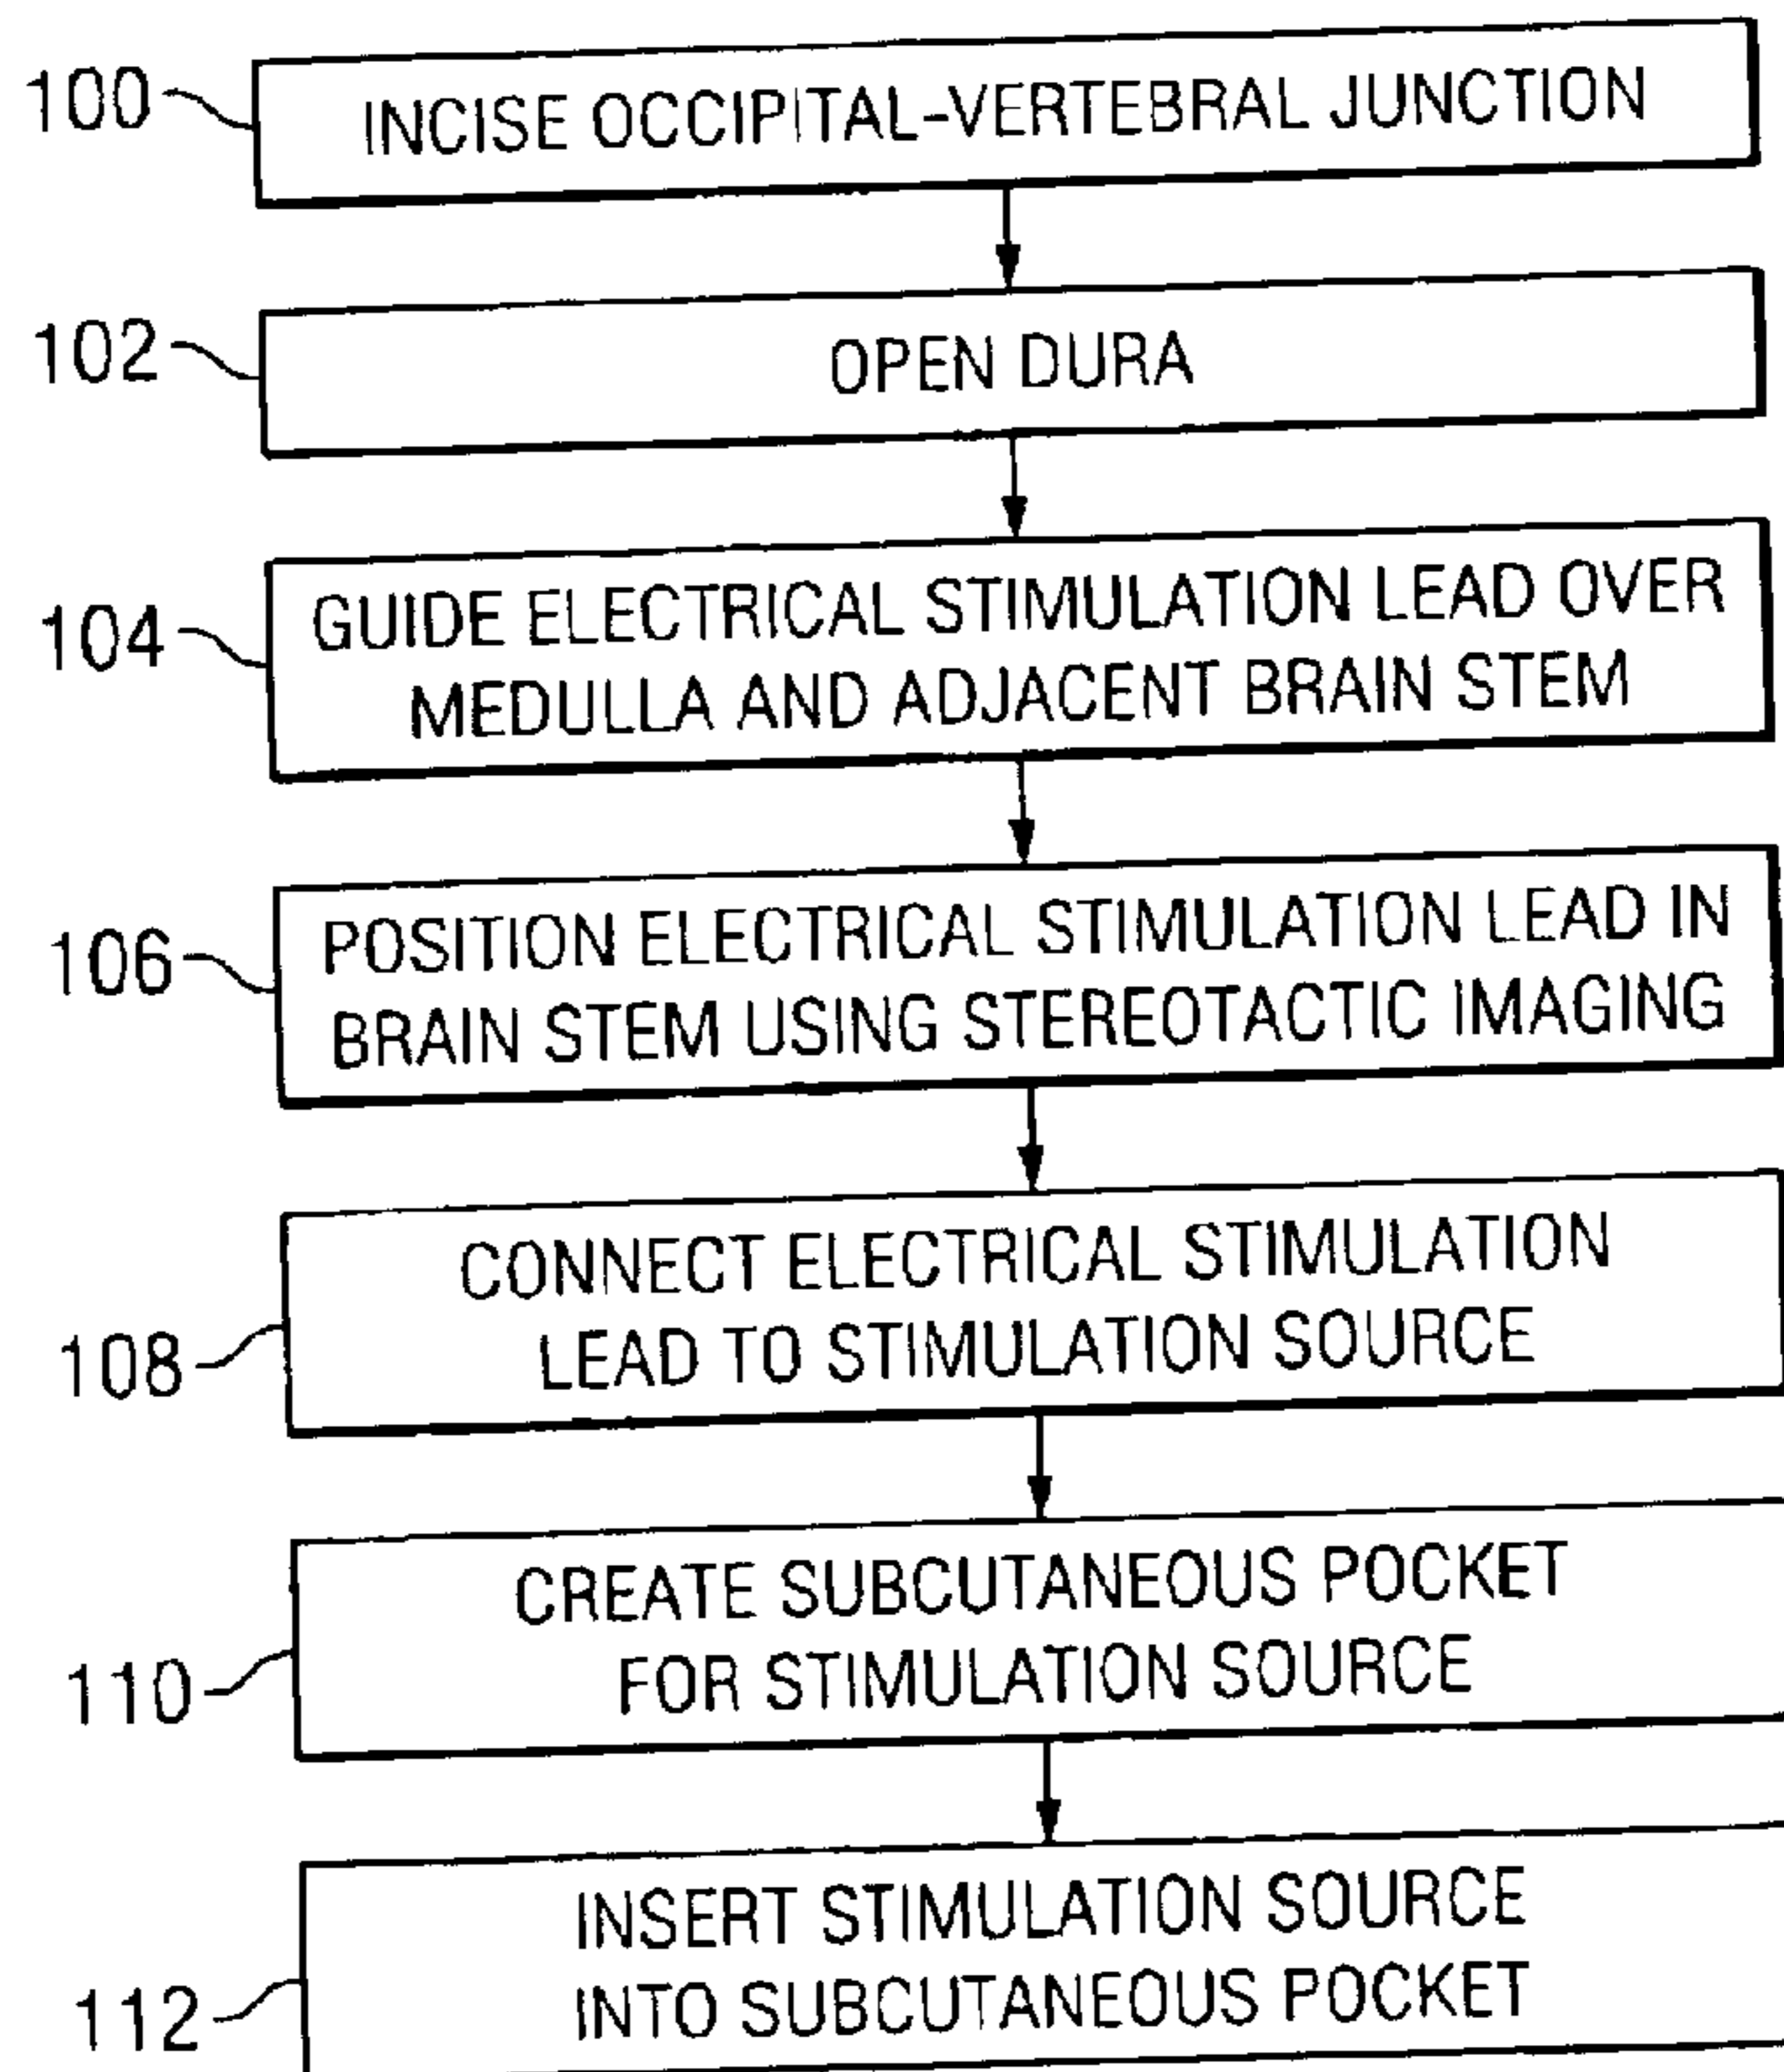 100 INCISE OCCIPITAL-VERTEBRAL JUNCTION
102 OPEN DURA
104 GUIDE ELECTRICAL STIMULATION LEAD OVER
MEDULLA AND ADJACENT BRAIN STEM
106 POSITION ELECTRICAL STIMULATION LEAD IN
BRAIN STEM USING STEREOTACTIC IMAGING
CONNECT ELECTRICAL STIMULATION
108 LEAD TO STIMULATION SOURCE
CREATE SUBCUTANEOUS POCKET
110 FOR STIMULATION SOURCE
INSERT STIMULATION SOURCE
112 INTO SUBCUTANEOUS POCKET